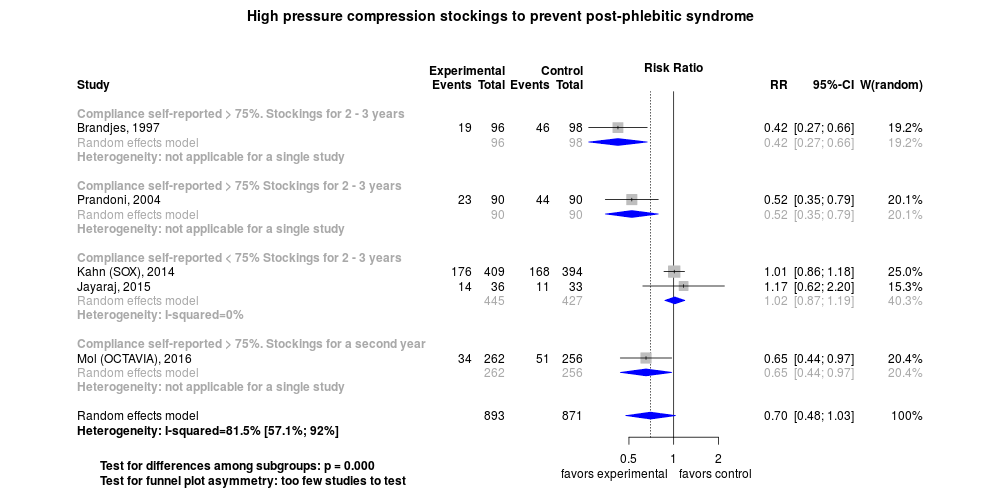 High pressure compression stockings to prevent post-phlebitic syndrome
Experimental Control Risk Ratio
Study Events Total Events Total RR 95%-CI W(random)
Compliance self-reported > 75%. Stockings for 2 - 3 years
Brandjes, 1997 19 96 46 98 0.42 [0.27; 0.66] 19.2%
Random effects model 96 98 0.42 [0.27; 0.66] 19.2%
Heterogeneity: not applicable for a single study
Compliance self-reported > 75% Stockings for 2 - 3 years
Prandoni, 2004 23 90 44 90 0.52 [0.35; 0.79] 20.1%
Random effects model 90 90 0.52 [0.35; 0.79] 20.1%
Heterogeneity: not applicable for a single study
Compliance self-reported < 75% Stockings for 2 - 3 years
Kahn (SOX), 2014 176 409 168 394 1.01 [0.86; 1.18] 25.0%
Jayaraj, 2015 14 36 11 33 1.17 [0.62; 2.20] 15.3%
Random effects model 445 427 1.02 [0.87; 1.19] 40.3%
Heterogeneity: I-squared=0%
Compliance self-reported > 75%. Stockings for a second year
Mol (OCTAVIA), 2016 34 262 51 256 0.65 [0.44; 0.97] 20.4%
Random effects model 262 256 0.65 [0.44; 0.97] 20.4%
Heterogeneity: not applicable for a single study
Random effects model 893 871 0.70 [0.48; 1.03] 100%
Heterogeneity: I-squared=81.5% [57.1%; 92%]
0.5 1 2
favors experimental favors control
Test for differences among subgroups: p = 0.000
Test for funnel plot asymmetry: too few studies to test